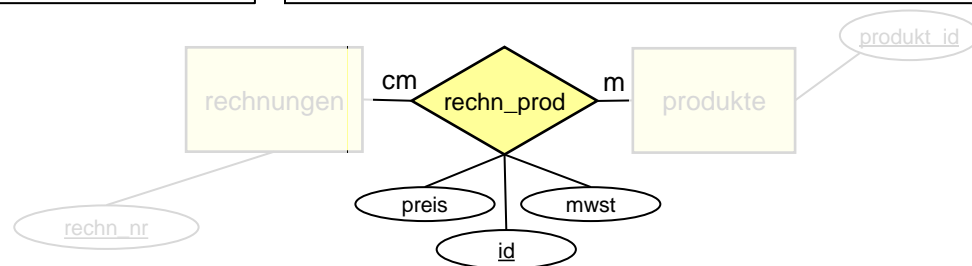 produkt_id
rechnungen
cm
rechn_prod
m
produkte
preis
mwst
rechn_nr
id